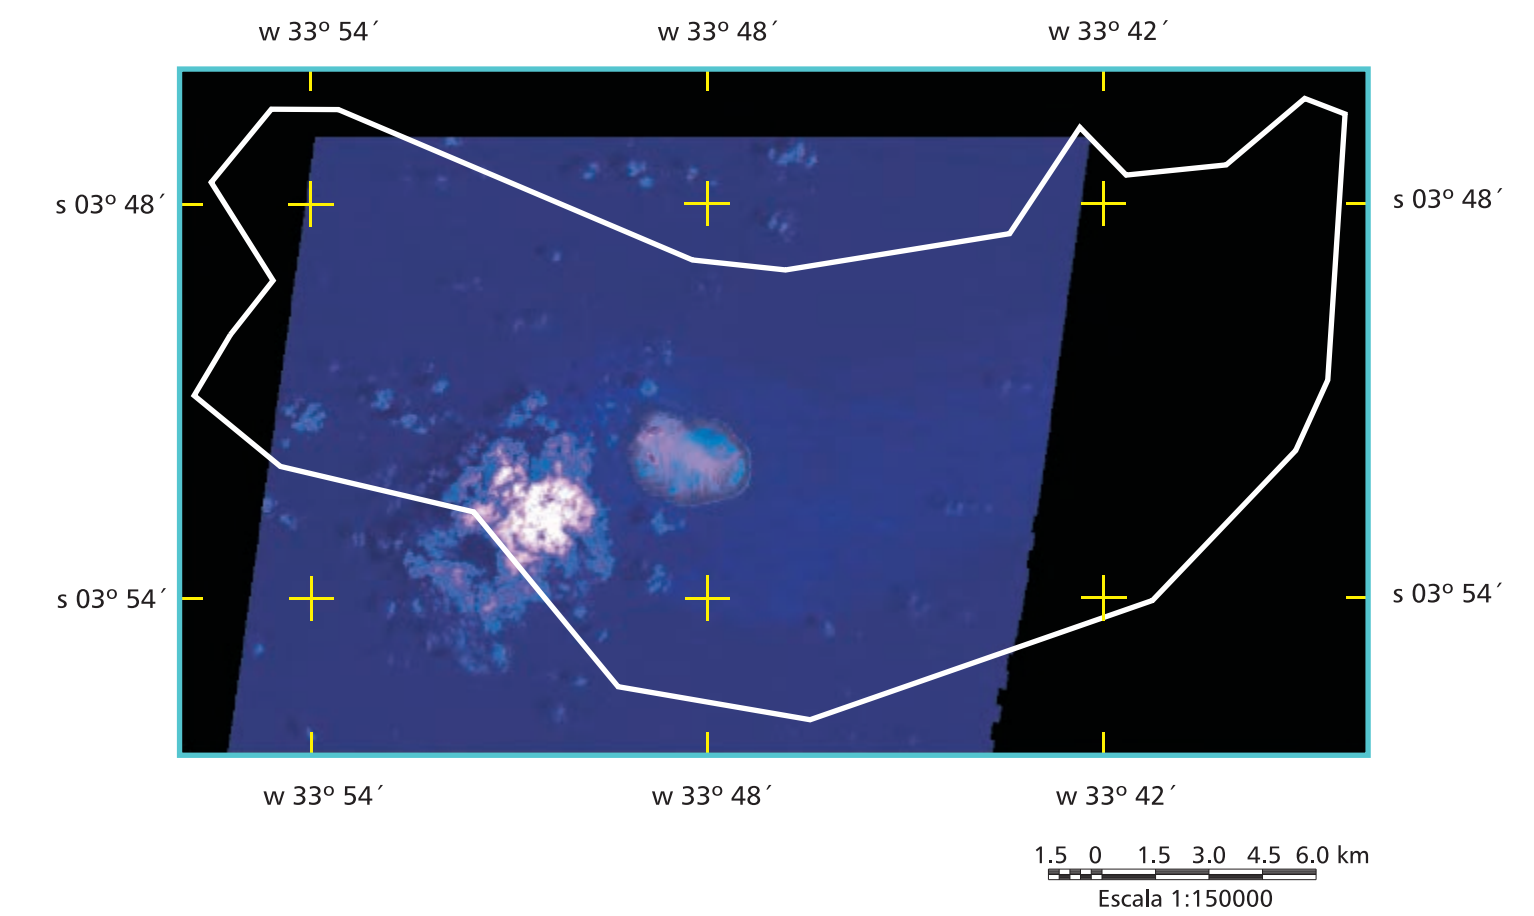 w 33º 54´ w 33º 48´ w 33º 42´
s 03º 48´ s 03º 48´
s 03º 54´ s 03º 54´
w 33º 54´ w 33º 48´ w 33º 42´
1.5 0 1.5 3.0 4.5 6.0 km
Escala 1:150000